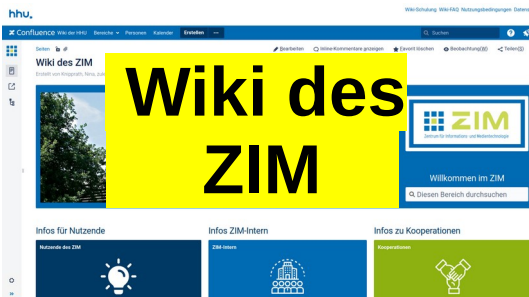 hhu.
Wiki-Schulung Wiki-FAQ Nutzungsbedingungen Datens
Confluence Wiki der HHU Bereiche Personen Kalender Erstellen ... Suchen
Seiten
Bearbeiten Inline-Kommentare anzeigen Favorit löschen Beobachtung(W) Teilen(S)
Wiki des ZIM
Erstellt von
Wiki des
ZIM
ZIM
Zentrum für Informations- und Medientechnologie
Willkommen im ZIM
Diesen Bereich durchsuchen
Infos für Nutzende Infos ZIM-Intern Infos zu Kooperationen
Nutzende des ZIM ZIM-Intern Kooperationen